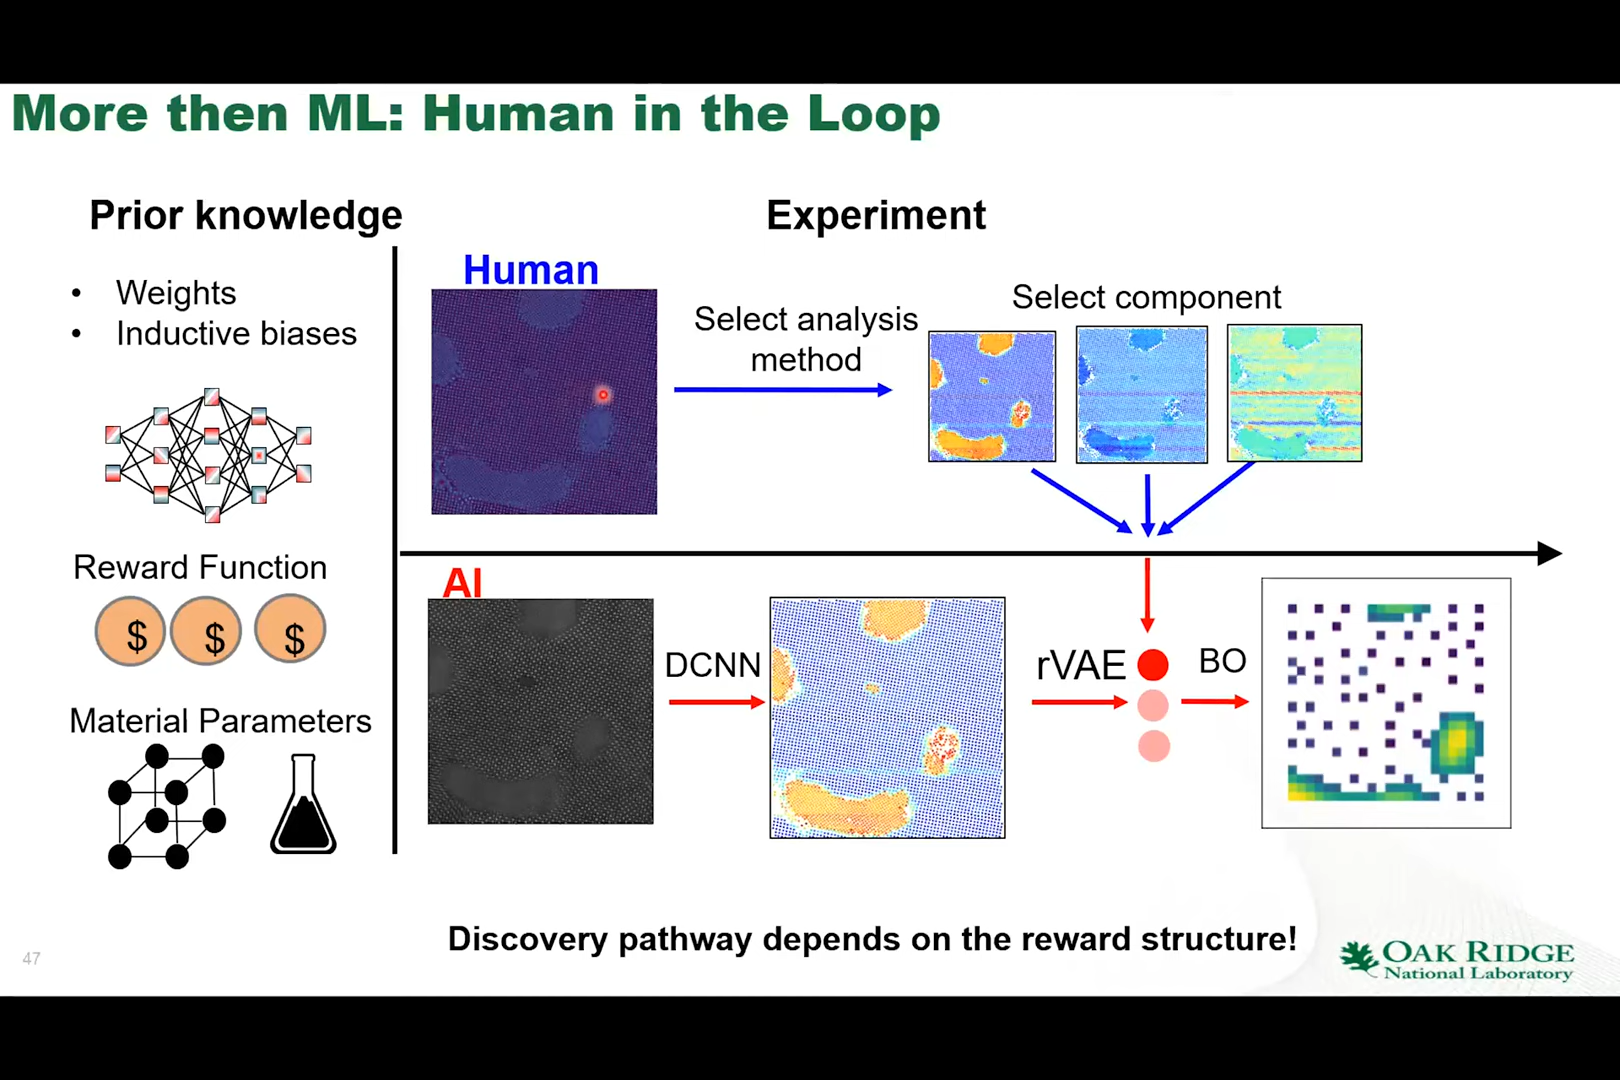 More then ML: Human in the Loop
Prior knowledge
Experiment
• Weights
• Inductive biases
Reward Function
$ $ $
Material Parameters
Human
Select analysis
method
Select component
AI
DCNN
rVAE
BO
Discovery pathway depends on the reward structure!
47
OAK RIDGE
National Laboratory